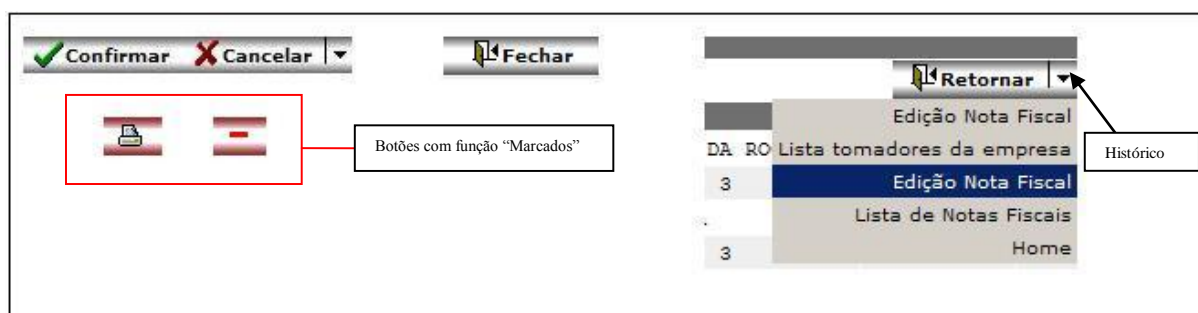 Confirmar Cancelar
Fechar
Retornar
Botões com função “Marcados”
Edição Nota Fiscal
DA RO Lista tomadores da empresa
Histórico
3 Edição Nota Fiscal
. Lista de Notas Fiscais
3 Home